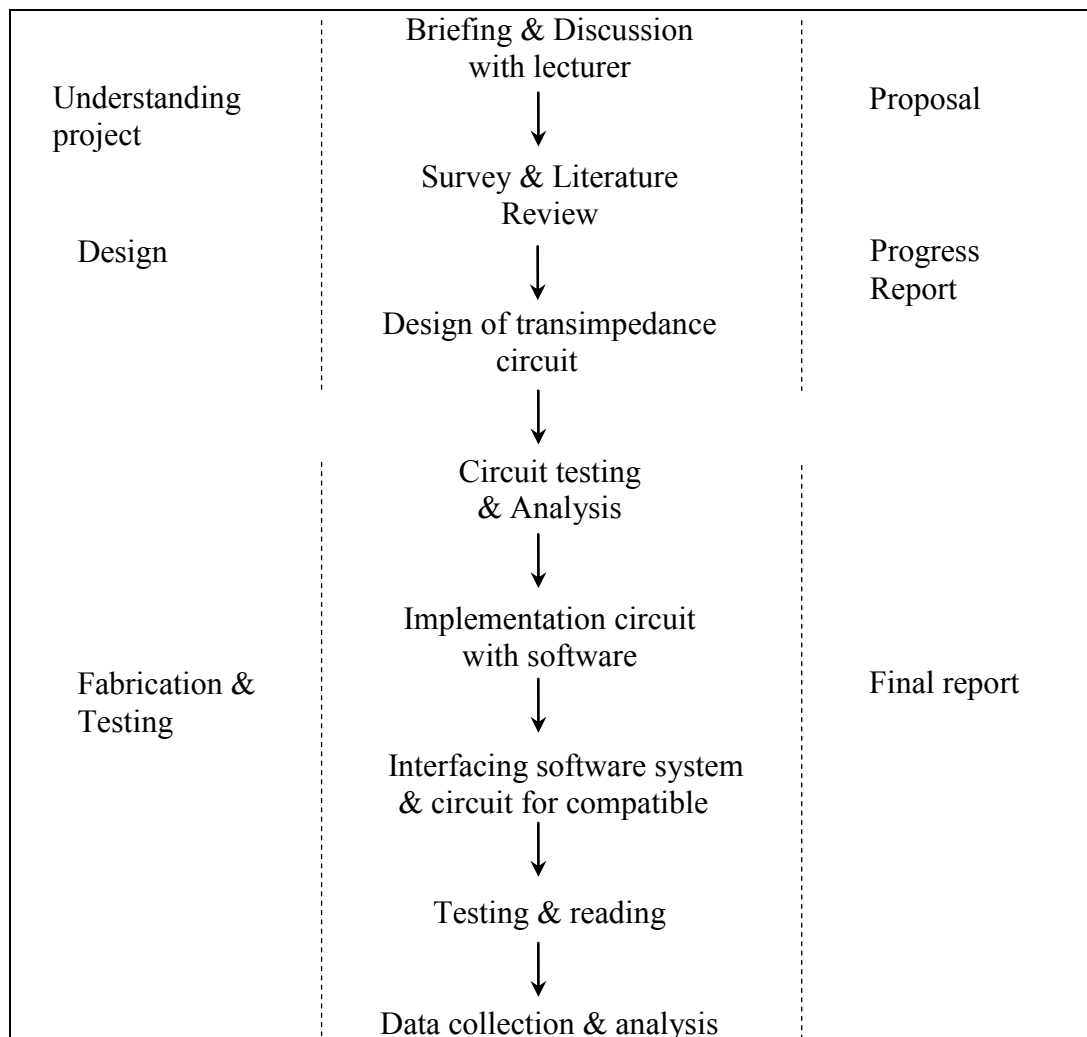 Briefing & Discussion
with lecturer
Understanding
project
Proposal
Survey & Literature
Review
Design
Progress
Report
Design of transimpedance
circuit
Circuit testing
& Analysis
Implementation circuit
with software
Fabrication &
Testing
Final report
Interfacing software system
& circuit for compatible
Testing & reading
Data collection & analysis